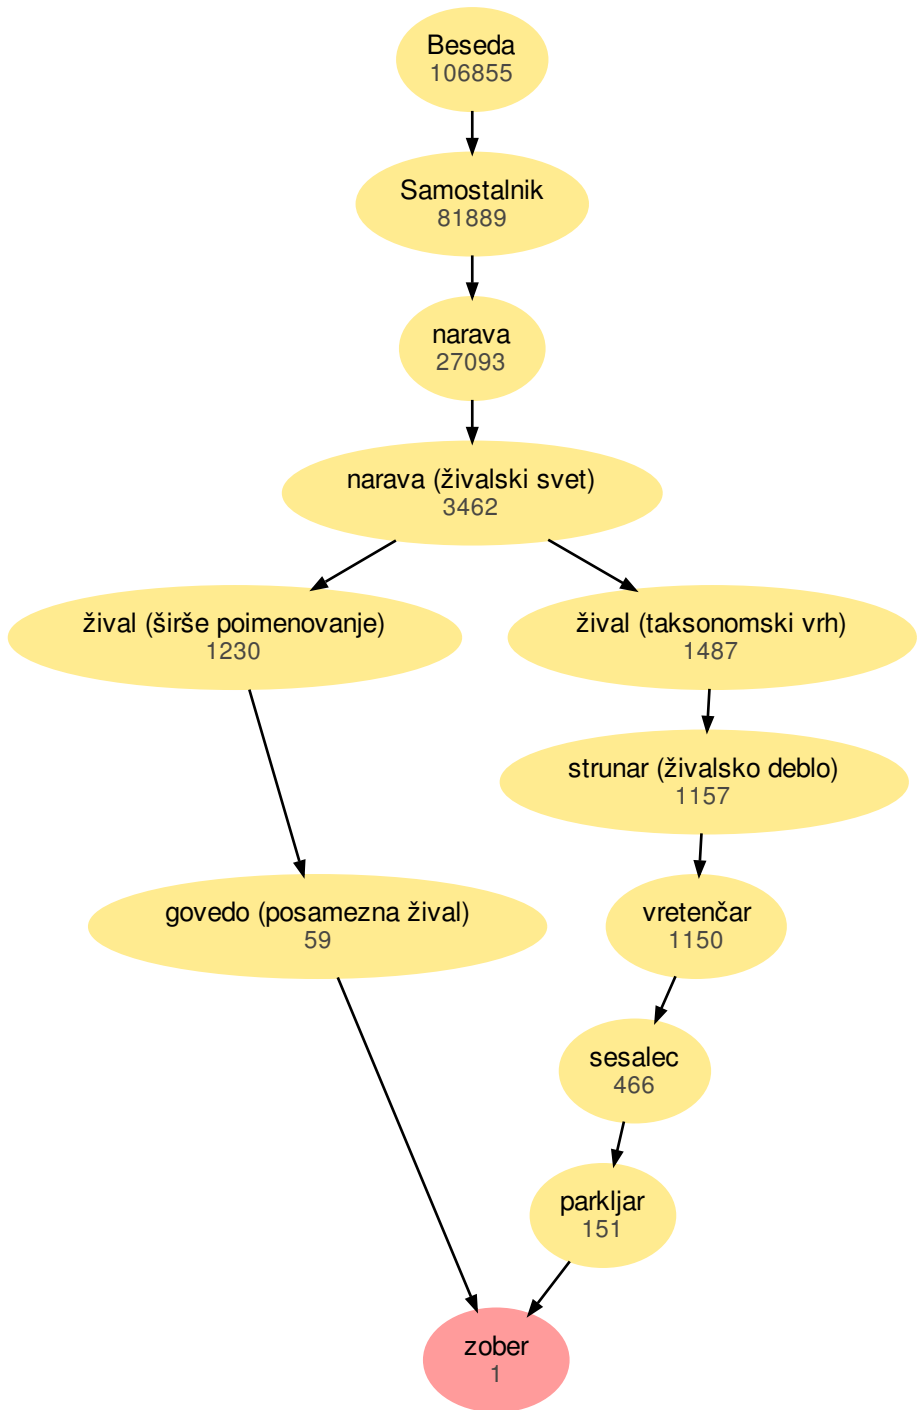 Beseda
106855
Samostalnik
81889
narava
27093
narava (živalski svet)
3462
žival (širše poimenovanje)
1230
žival (taksonomski vrh)
1487
strunar (živalsko deblo)
1157
govedo (posamezna žival)
59
vretenčar
1150
sesalec
466
parkljar
151
zober
1